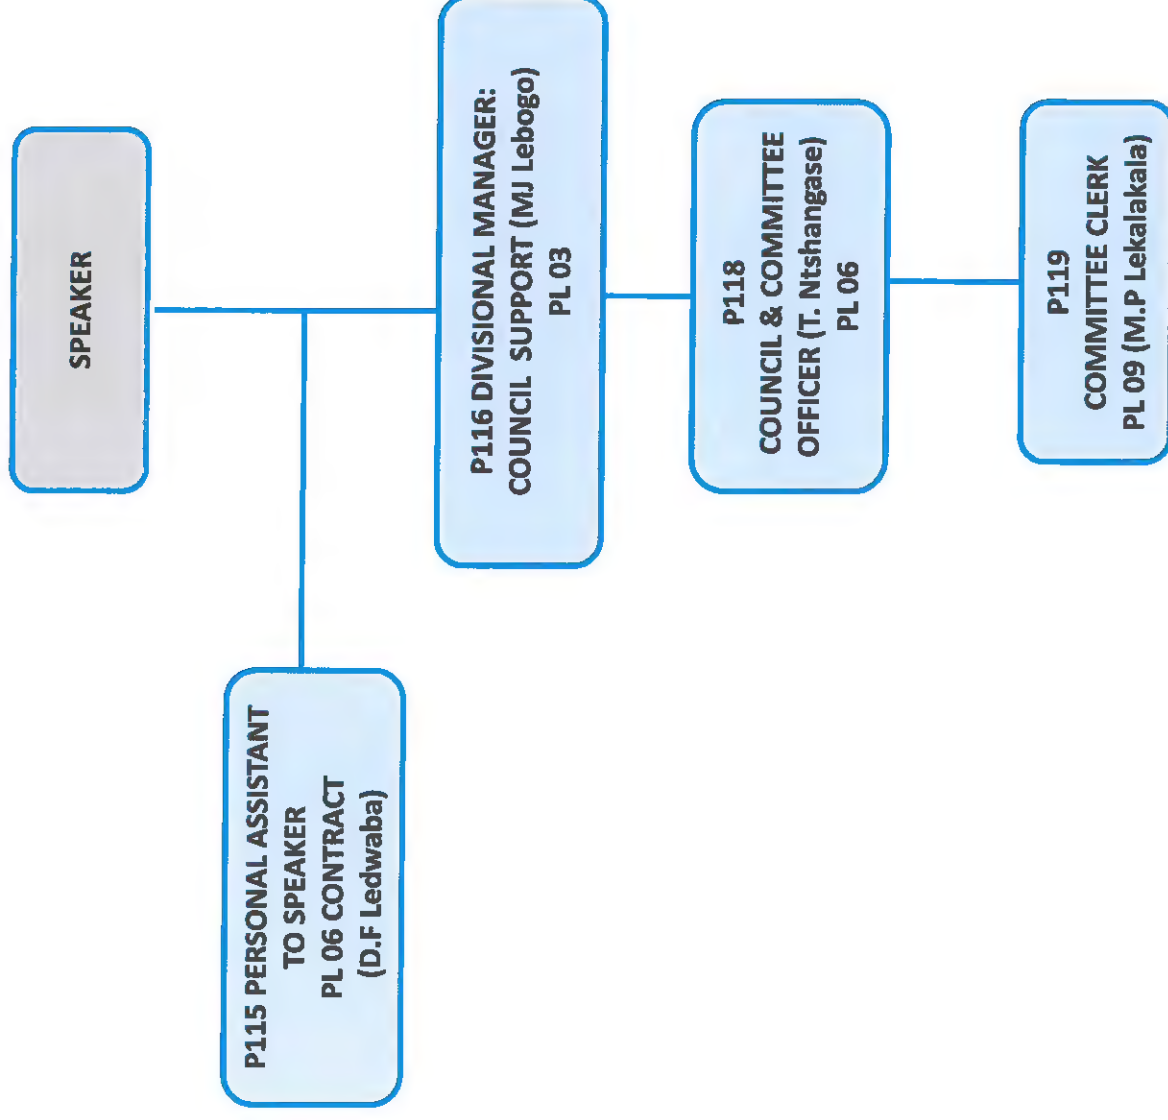 SPEAKER
P115 PERSONAL ASSISTANT
TO SPEAKER
PL 06 CONTRACT
(D.F Ledwaba)
P116 DIVISIONAL MANAGER:
COUNCIL SUPPORT (MJ Lebogo)
PL 03
P118
COUNCIL & COMMITTEE
OFFICER (T. Ntshangase)
PL 06
P119
COMMITTEE CLERK
PL 09 (M.P Lekalakala)